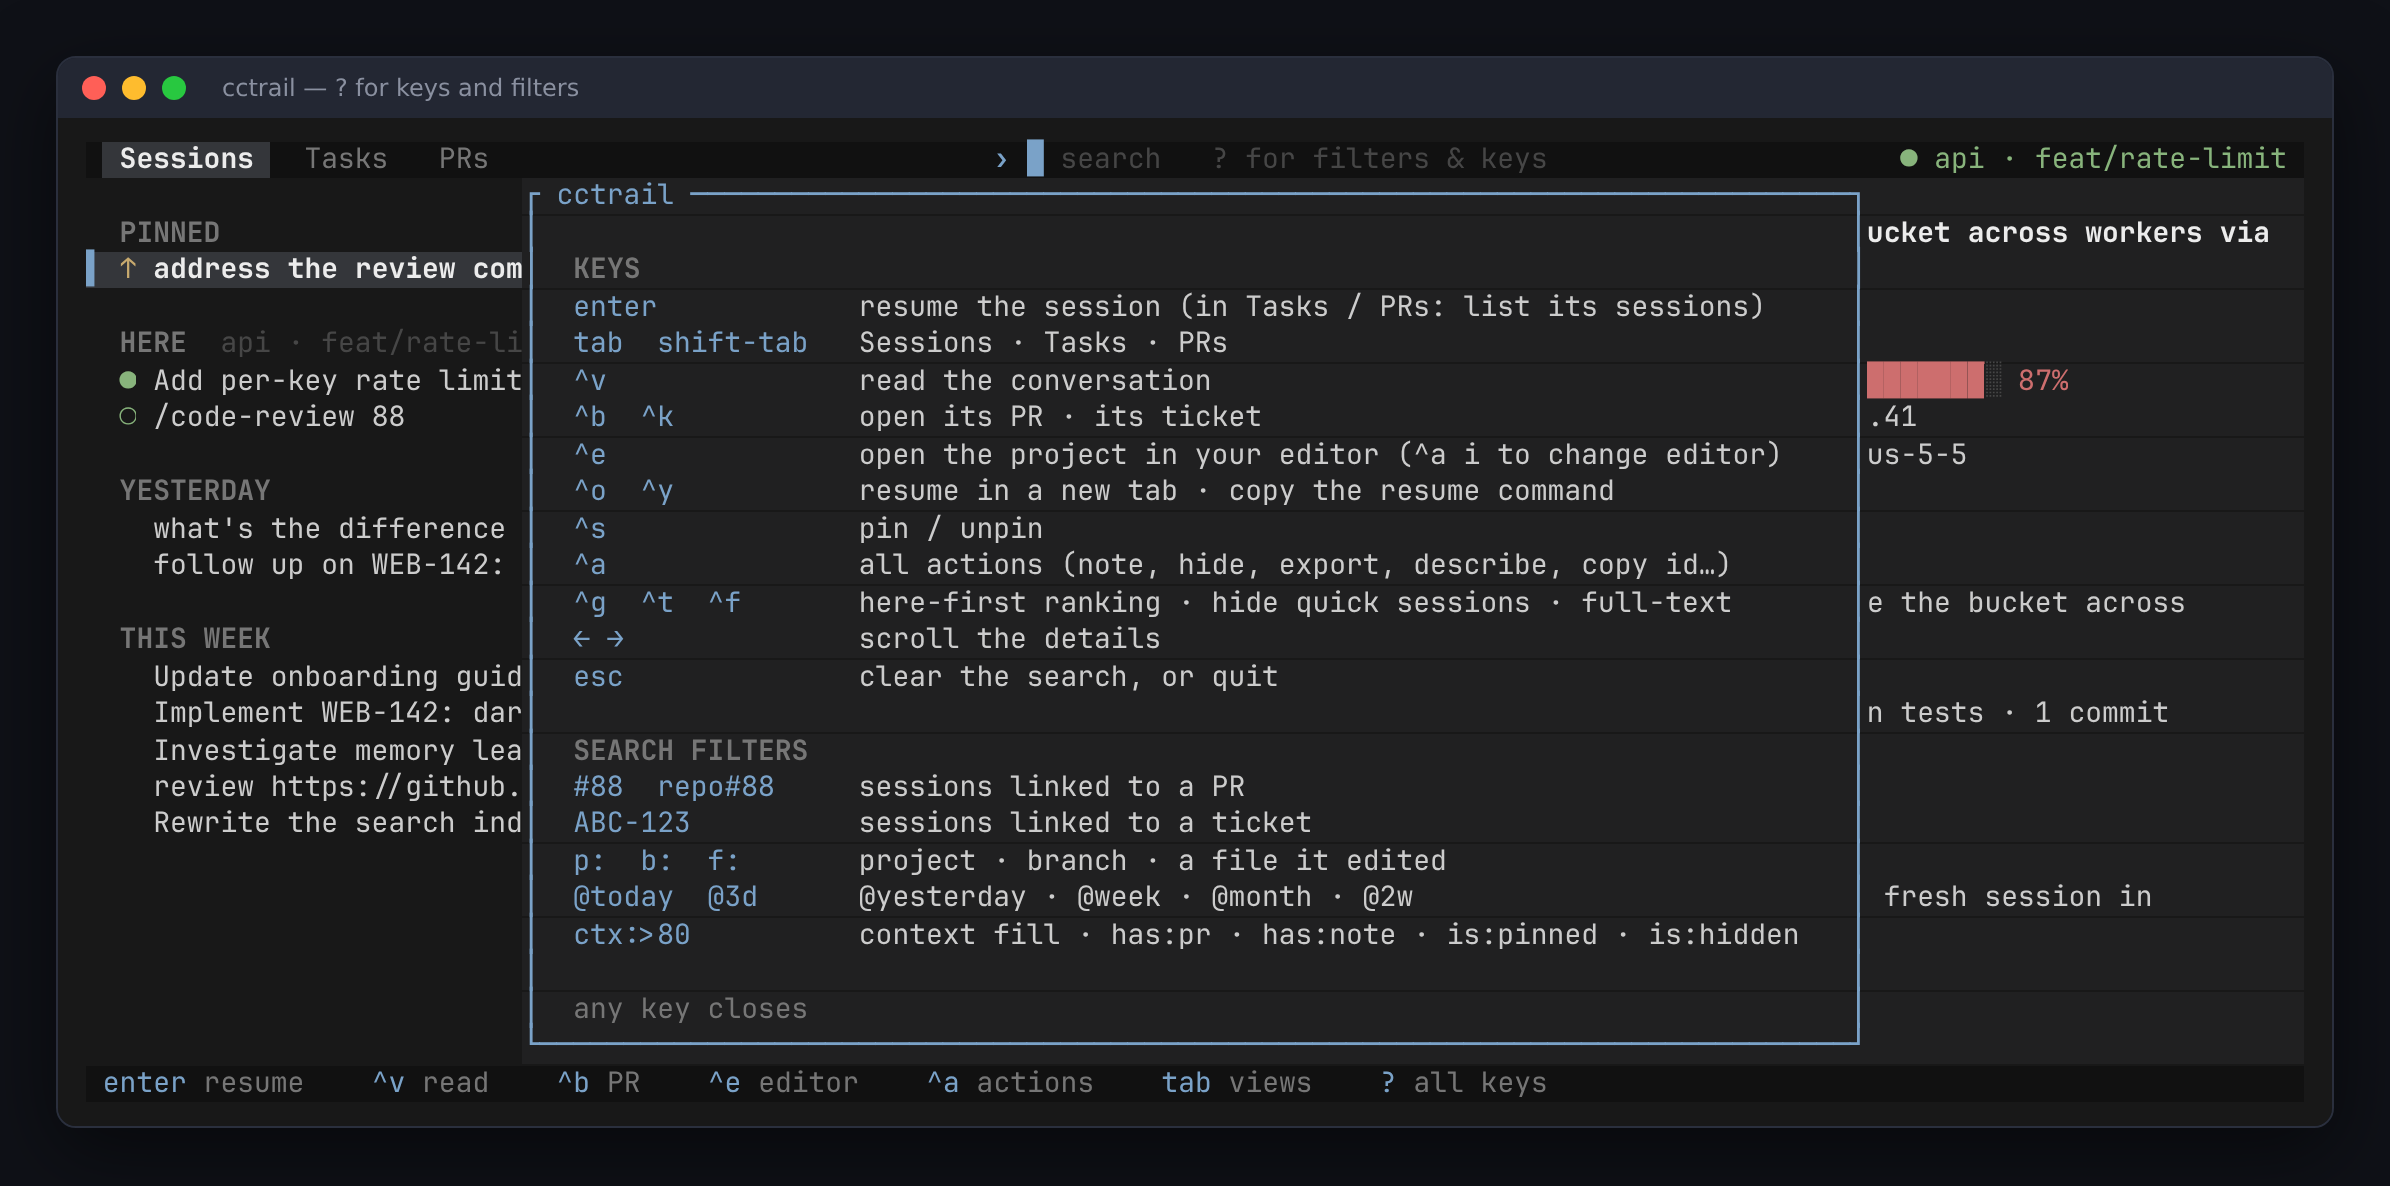 cctrail — ? for keys and filters
Sessions Tasks PRs › search ? for filters & keys ● api · feat/rate-limit
cctrail
PINNED
ucket across workers via
↑ address the review com
KEYS
enter resume the session (in Tasks / PRs: list its sessions)
HERE api · feat/rate-li
tab shift-tab Sessions · Tasks · PRs
● Add per-key rate limit
^v read the conversation
87%
○ /code-review 88
^b ^k open its PR · its ticket
.41
^e open the project in your editor (^a i to change editor)
us-5-5
YESTERDAY
^o ^y resume in a new tab · copy the resume command
what's the difference
^s pin / unpin
follow up on WEB-142:
^a all actions (note, hide, export, describe, copy id…)
^g ^t ^f here-first ranking · hide quick sessions · full-text
e the bucket across
THIS WEEK
← → scroll the details
Update onboarding guid
esc clear the search, or quit
Implement WEB-142: dar
n tests · 1 commit
Investigate memory lea
SEARCH FILTERS
review https://github.
#88 repo#88 sessions linked to a PR
Rewrite the search ind
ABC-123 sessions linked to a ticket
p: b: f: project · branch · a file it edited
@today @3d @yesterday · @week · @month · @2w
fresh session in
ctx:>80 context fill · has:pr · has:note · is:pinned · is:hidden
any key closes
enter resume ^v read ^b PR ^e editor ^a actions tab views ? all keys